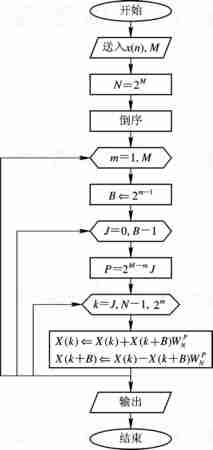 开始
送入x(n), M
N=2^M
倒序
m=1, M
B⇐2^{m-1}
J=0, B-1
P=2^{M-m}J
k=J, N-1, 2^m
X(k)⇐X(k)+X(k+B)W_N^P
X(k+B)⇐X(k)-X(k+B)W_N^P
输出
结束